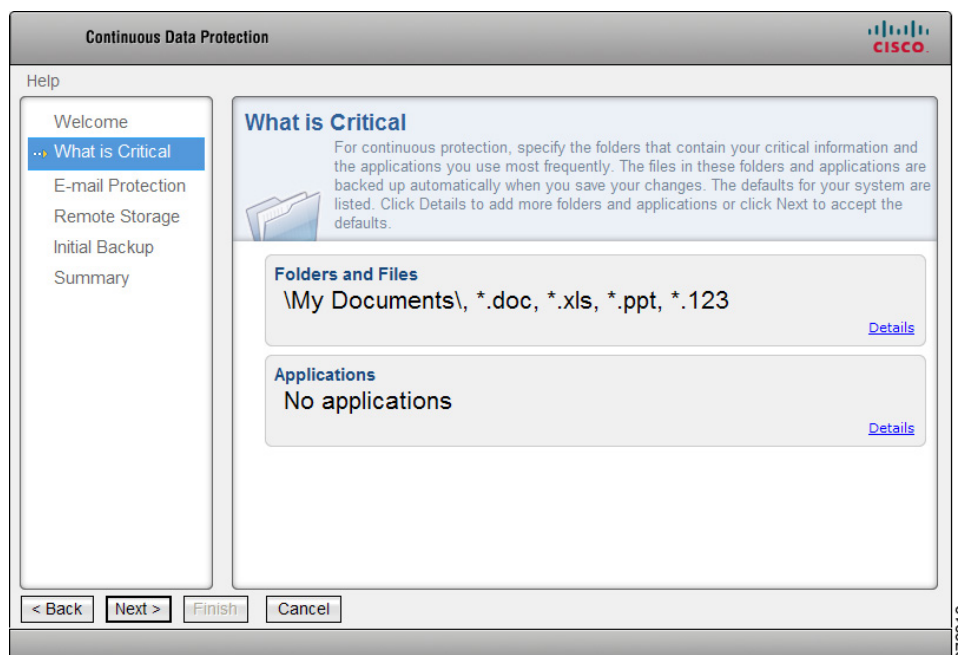 Continuous Data Protection
CISCO.
Help
Welcome
What is Critical
E-mail Protection
Remote Storage
Initial Backup
Summary
What is Critical
For continuous protection, specify the folders that contain your critical information and
the applications you use most frequently. The files in these folders and applications are
backed up automatically when you save your changes. The defaults for your system are
listed. Click Details to add more folders and applications or click Next to accept the
defaults.
Folders and Files
\My Documents\, *.doc, *.xls, *.ppt, *.123
Details
Applications
No applications
Details
< Back
Next >
Finish
Cancel